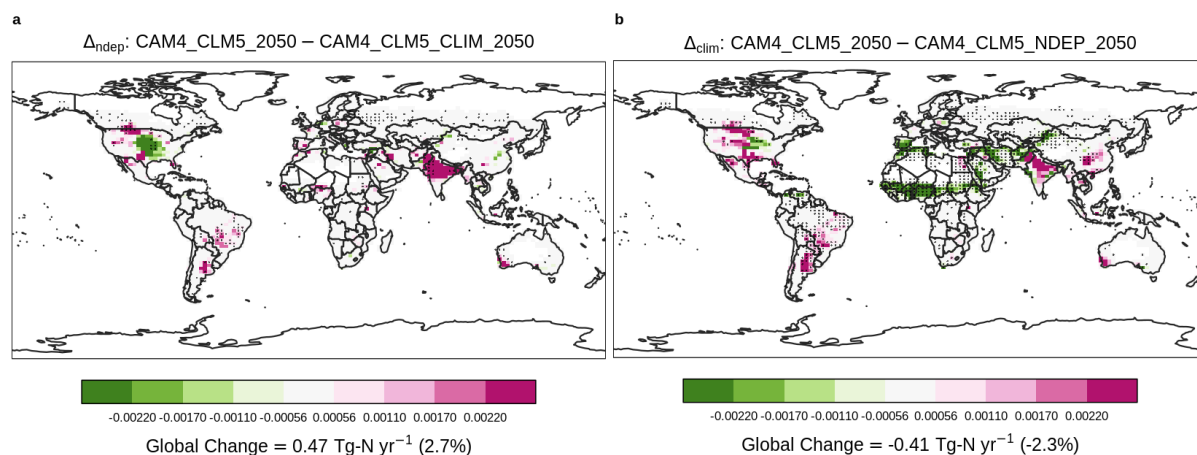 a
Δndep: CAM4_CLM5_2050 − CAM4_CLM5_CLIM_2050
-0.00220 -0.00170 -0.00110 -0.00056 0.00056 0.00110 0.00170 0.00220
Global Change = 0.47 Tg-N yr⁻¹ (2.7%)
b
Δclim: CAM4_CLM5_2050 − CAM4_CLM5_NDEP_2050
-0.00220 -0.00170 -0.00110 -0.00056 0.00056 0.00110 0.00170 0.00220
Global Change = -0.41 Tg-N yr⁻¹ (-2.3%)